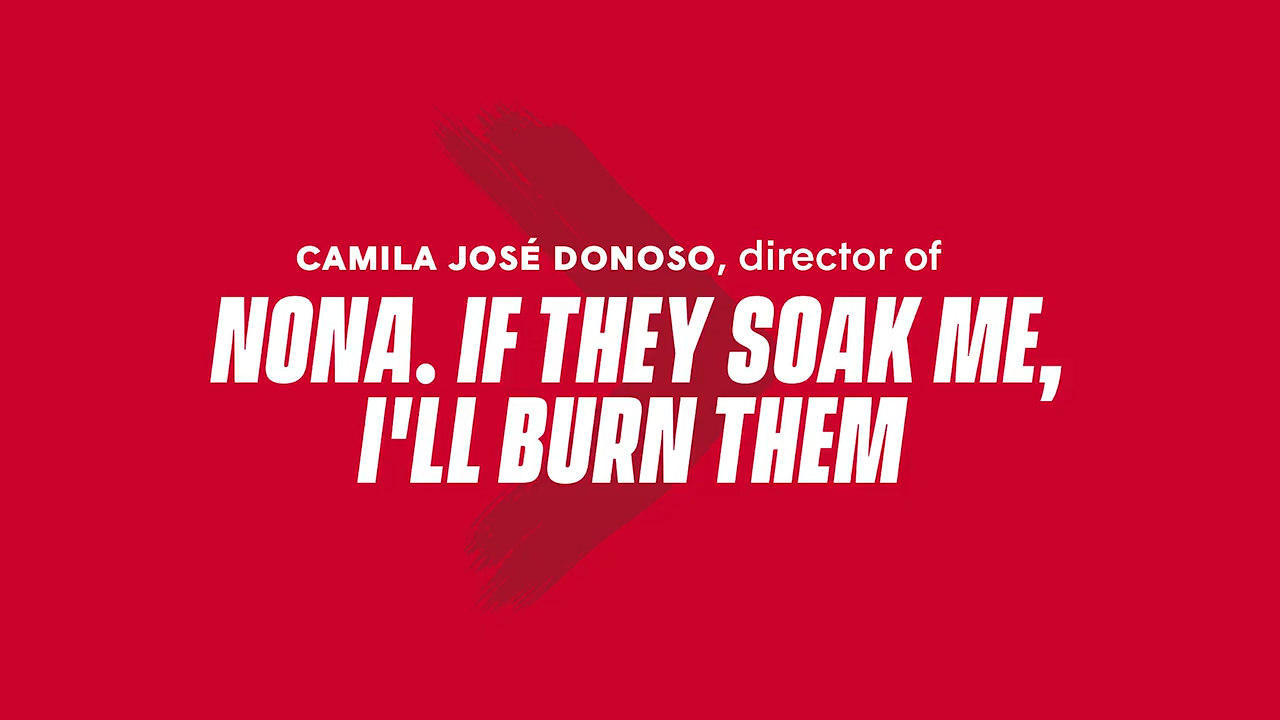 CAMILA JOSÉ DONOSO, director of
NONA. IF THEY SOAK ME,
I'LL BURN THEM